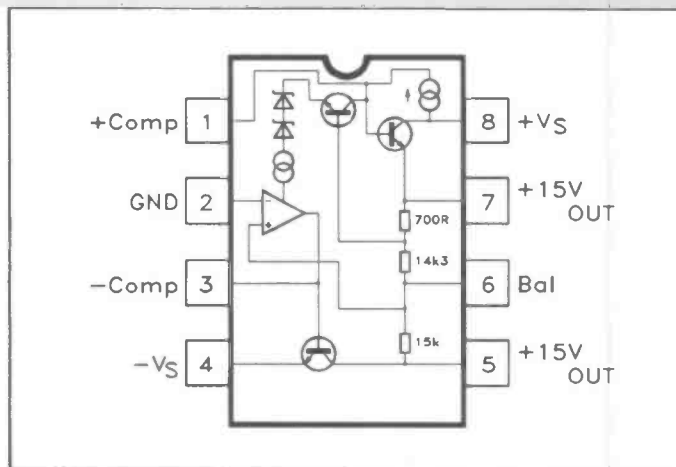 +Comp 1
8 +VS
GND 2
7 +15V OUT
700R
14k3
-Comp 3
6 Bal
15k
-VS 4
5 +15V OUT